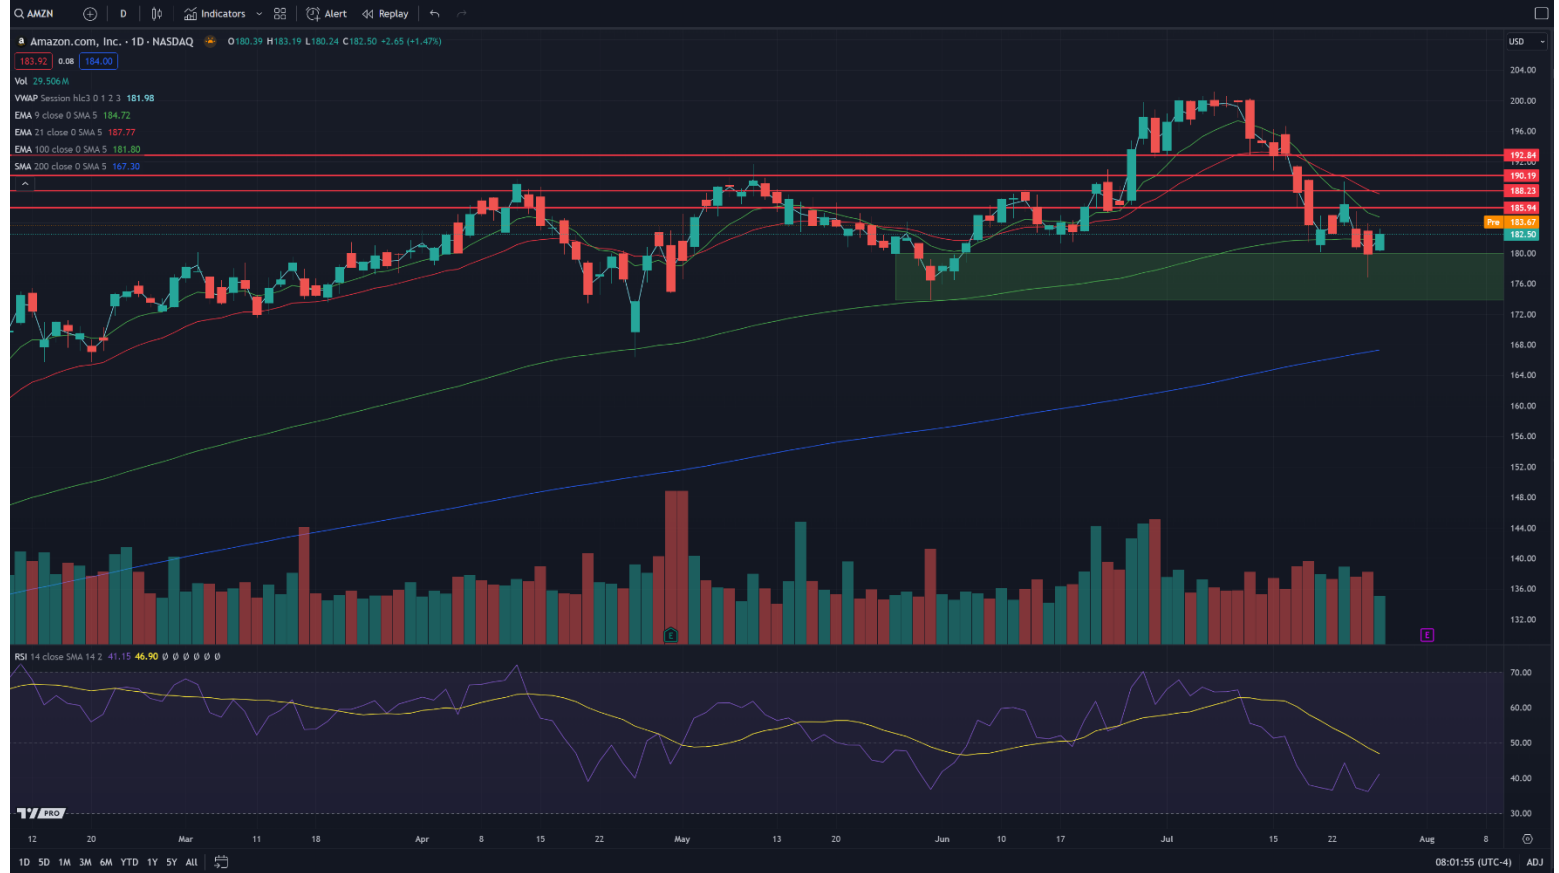 AMZN D Indicators Alert Replay
Amazon.com, Inc. · 1D · NASDAQ O180.39 H183.19 L180.24 C182.50 +2.65 (+1.47%)
USD
183.92 0.08 184.00
Vol 29.506M
VWAP Session hlc3 0 1 2 3 181.98
EMA 9 close 0 SMA 5 184.72
EMA 21 close 0 SMA 5 187.77
EMA 100 close 0 SMA 5 181.80
SMA 200 close 0 SMA 5 167.30
204.00
200.00
196.00
192.84
192.00
190.19
188.23
185.94
Pre 183.67
182.50
180.00
176.00
172.00
168.00
164.00
160.00
156.00
152.00
148.00
144.00
140.00
136.00
132.00
E E
RSI 14 close SMA 14 2 41.15 46.90 Ø Ø Ø Ø Ø Ø
70.00
60.00
50.00
40.00
30.00
PRO
12 20 Mar 11 18 Apr 8 15 22 May 13 20 Jun 10 17 Jul 15 22 Aug 8
1D 5D 1M 3M 6M YTD 1Y 5Y All 08:01:55 (UTC-4) ADJ